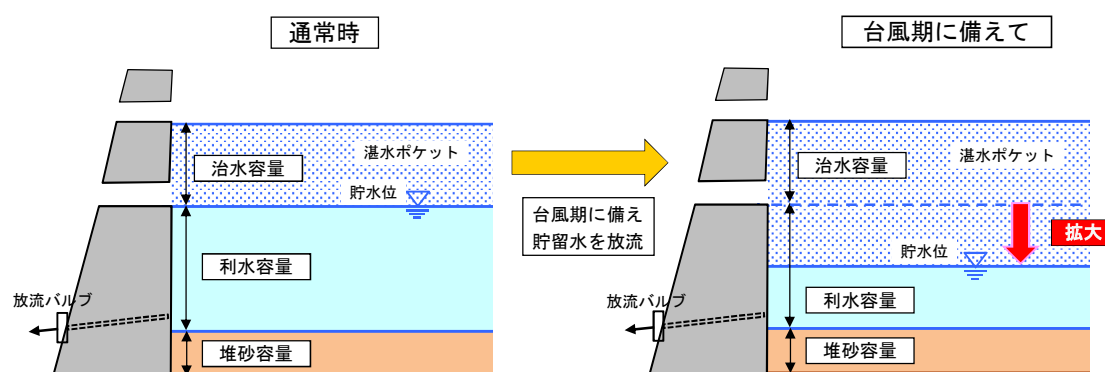 通常時
治水容量
湛水ポケット
貯水位
利水容量
放流バルブ
堆砂容量
台風期に備え
貯留水を放流
台風期に備えて
治水容量
湛水ポケット
拡大
貯水位
利水容量
放流バルブ
堆砂容量